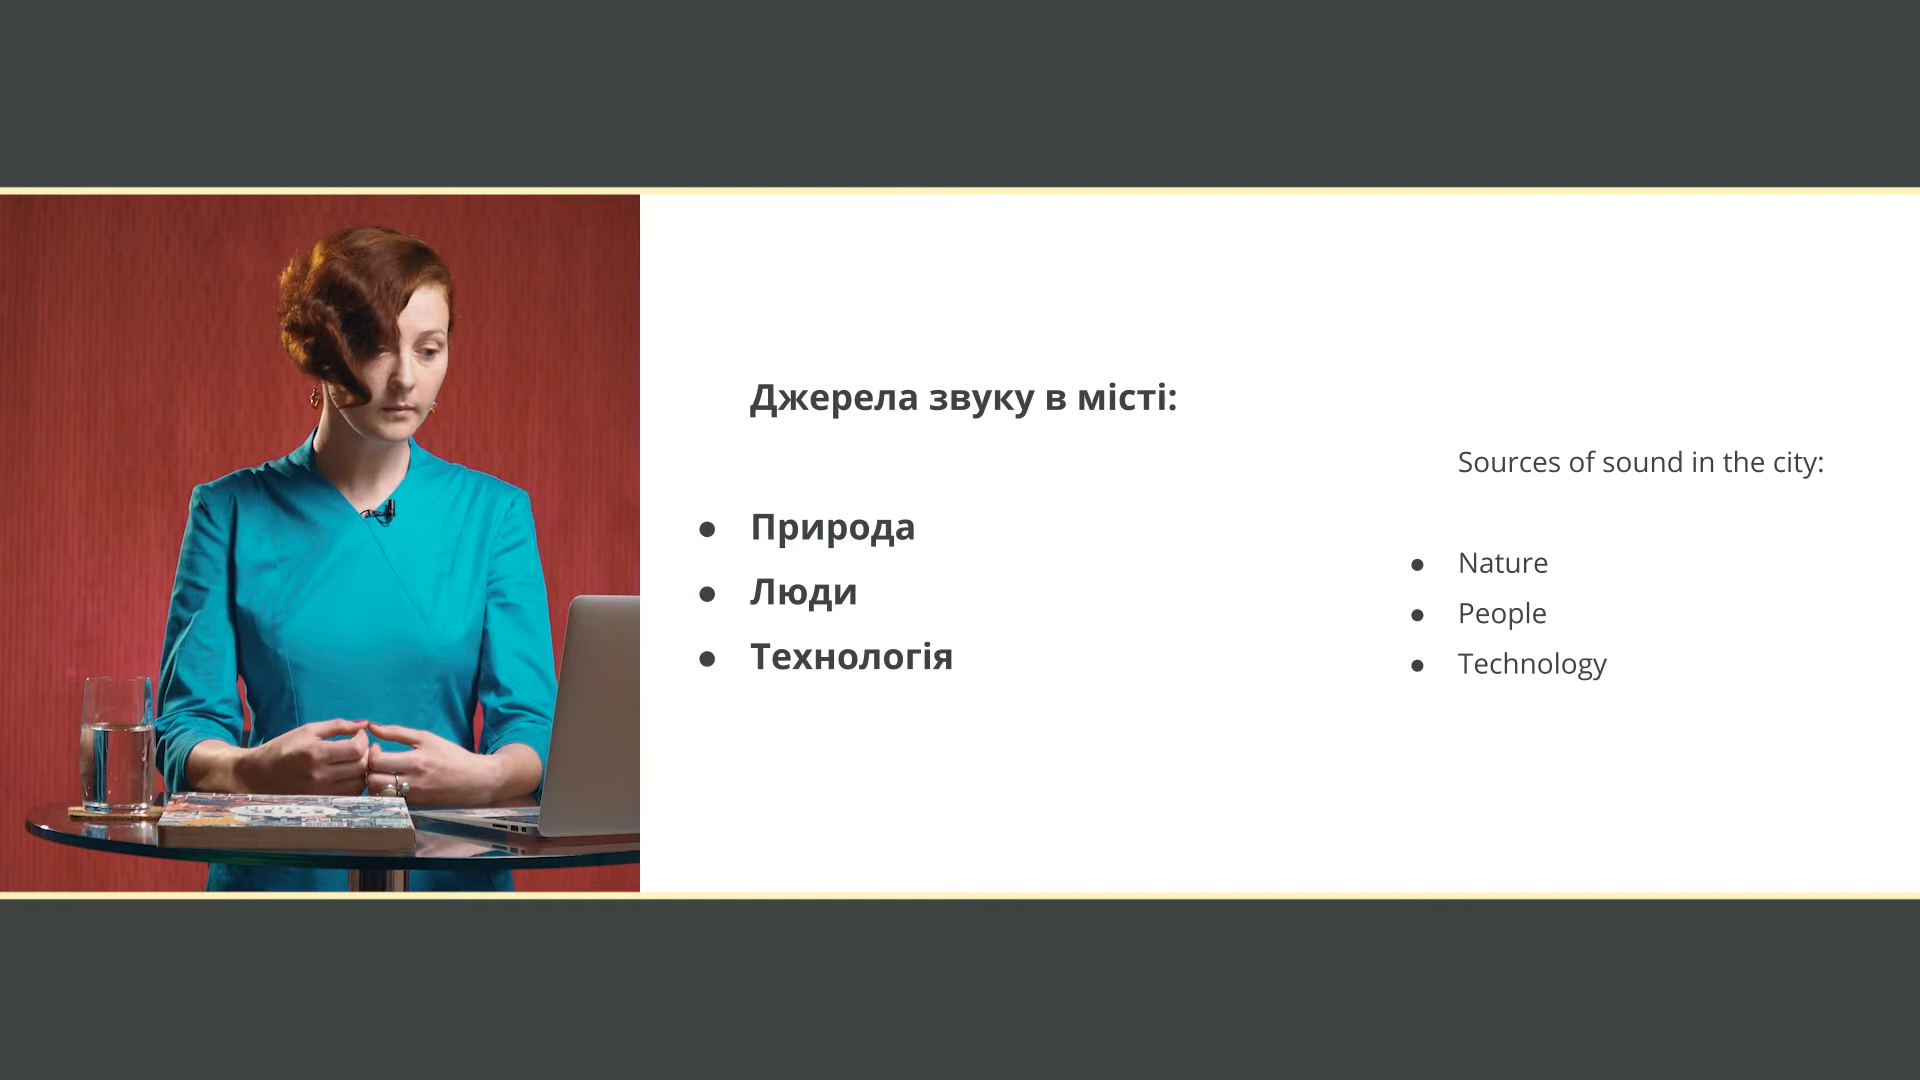 Джерела звуку в місті:
Природа
Люди
Технологія
Sources of sound in the city:
Nature
People
Technology